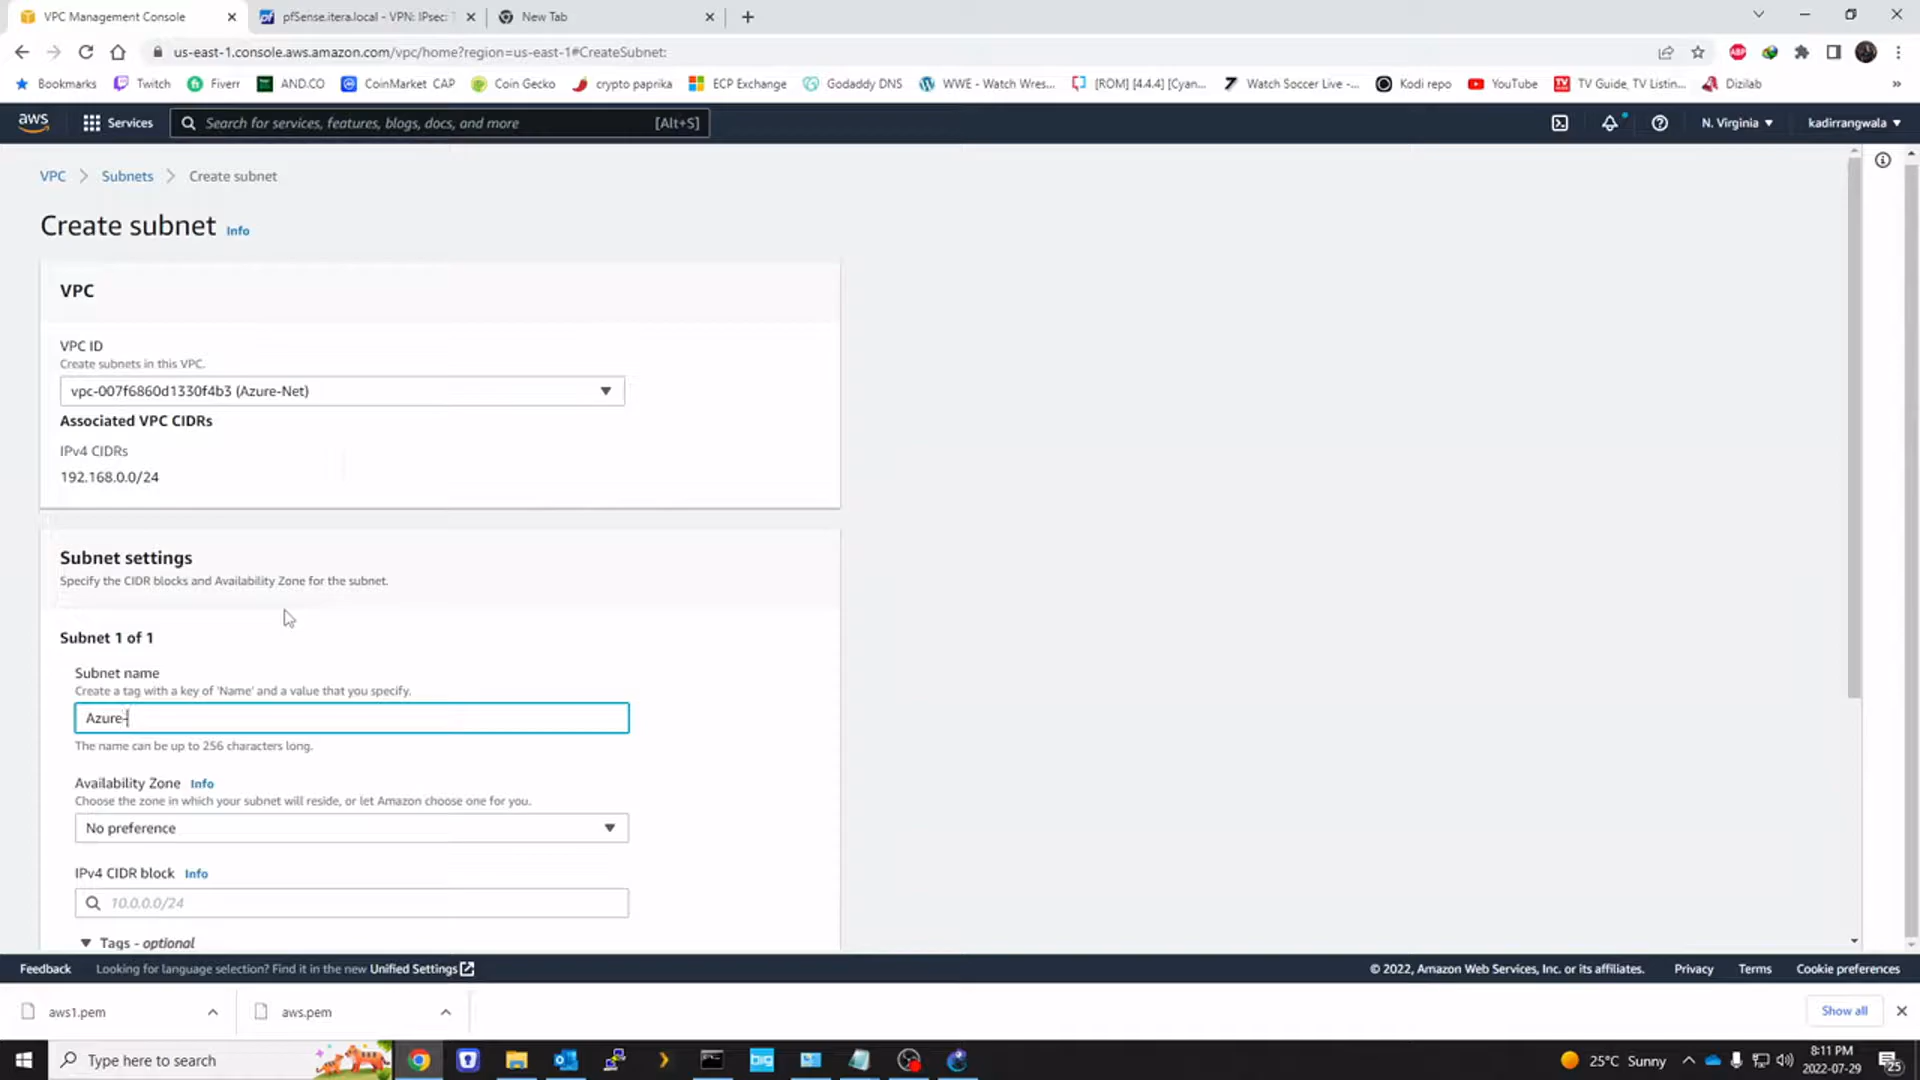 VPC Management Console
pfSense.itera.local - VPN: IPsec: T
New Tab
us-east-1.console.aws.amazon.com/vpc/home?region=us-east-1#CreateSubnet:
Bookmarks
Twitch
Fiverr
AND.CO
CoinMarket CAP
Coin Gecko
crypto paprika
ECP Exchange
Godaddy DNS
WWE - Watch Wres...
[ROM] [4.4.4] [Cyan...
Watch Soccer Live -...
Kodi repo
YouTube
TV Guide, TV Listin...
Dizilab
»
aws
Services
Search for services, features, blogs, docs, and more
[Alt+S]
N. Virginia
kadirrangwala
VPC
Subnets
Create subnet
Create subnet Info
VPC
VPC ID
Create subnets in this VPC.
vpc-007f6860d1330f4b3 (Azure-Net)
Associated VPC CIDRs
IPv4 CIDRs
192.168.0.0/24
Subnet settings
Specify the CIDR blocks and Availability Zone for the subnet.
Subnet 1 of 1
Subnet name
Create a tag with a key of 'Name' and a value that you specify.
Azure-
The name can be up to 256 characters long.
Availability Zone Info
Choose the zone in which your subnet will reside, or let Amazon choose one for you.
No preference
IPv4 CIDR block Info
10.0.0.0/24
Tags - optional
Feedback
Looking for language selection? Find it in the new Unified Settings
© 2022, Amazon Web Services, Inc. or its affiliates.
Privacy
Terms
Cookie preferences
aws1.pem
aws.pem
Show all
Type here to search
25°C Sunny
8:11 PM
2022-07-29
25